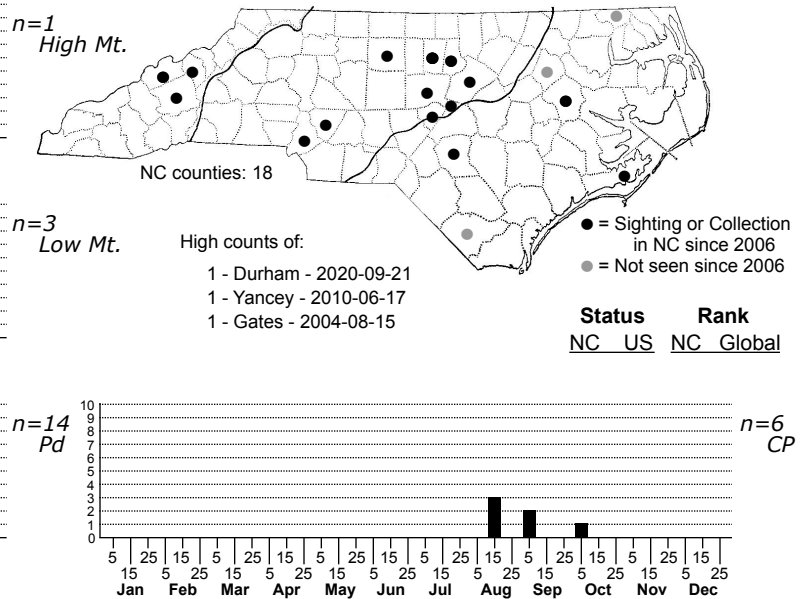 n=1
High Mt.
NC counties: 18
n=3
Low Mt.
High counts of:
1 - Durham - 2020-09-21
1 - Yancey - 2010-06-17
1 - Gates - 2004-08-15
= Sighting or Collection
in NC since 2006
= Not seen since 2006
Status Rank
NC US NC Global
n=14
Pd
n=6
CP
10
9
8
7
6
5
4
3
2
1
0
5 25 15 5 25 15 5 25 15 5 25 15 5 25 15 5 25 15
15 5 25 15 5 25 15 5 25 15 5 25 15 5 25 15 5 25
Jan Feb Mar Apr May Jun Jul Aug Sep Oct Nov Dec